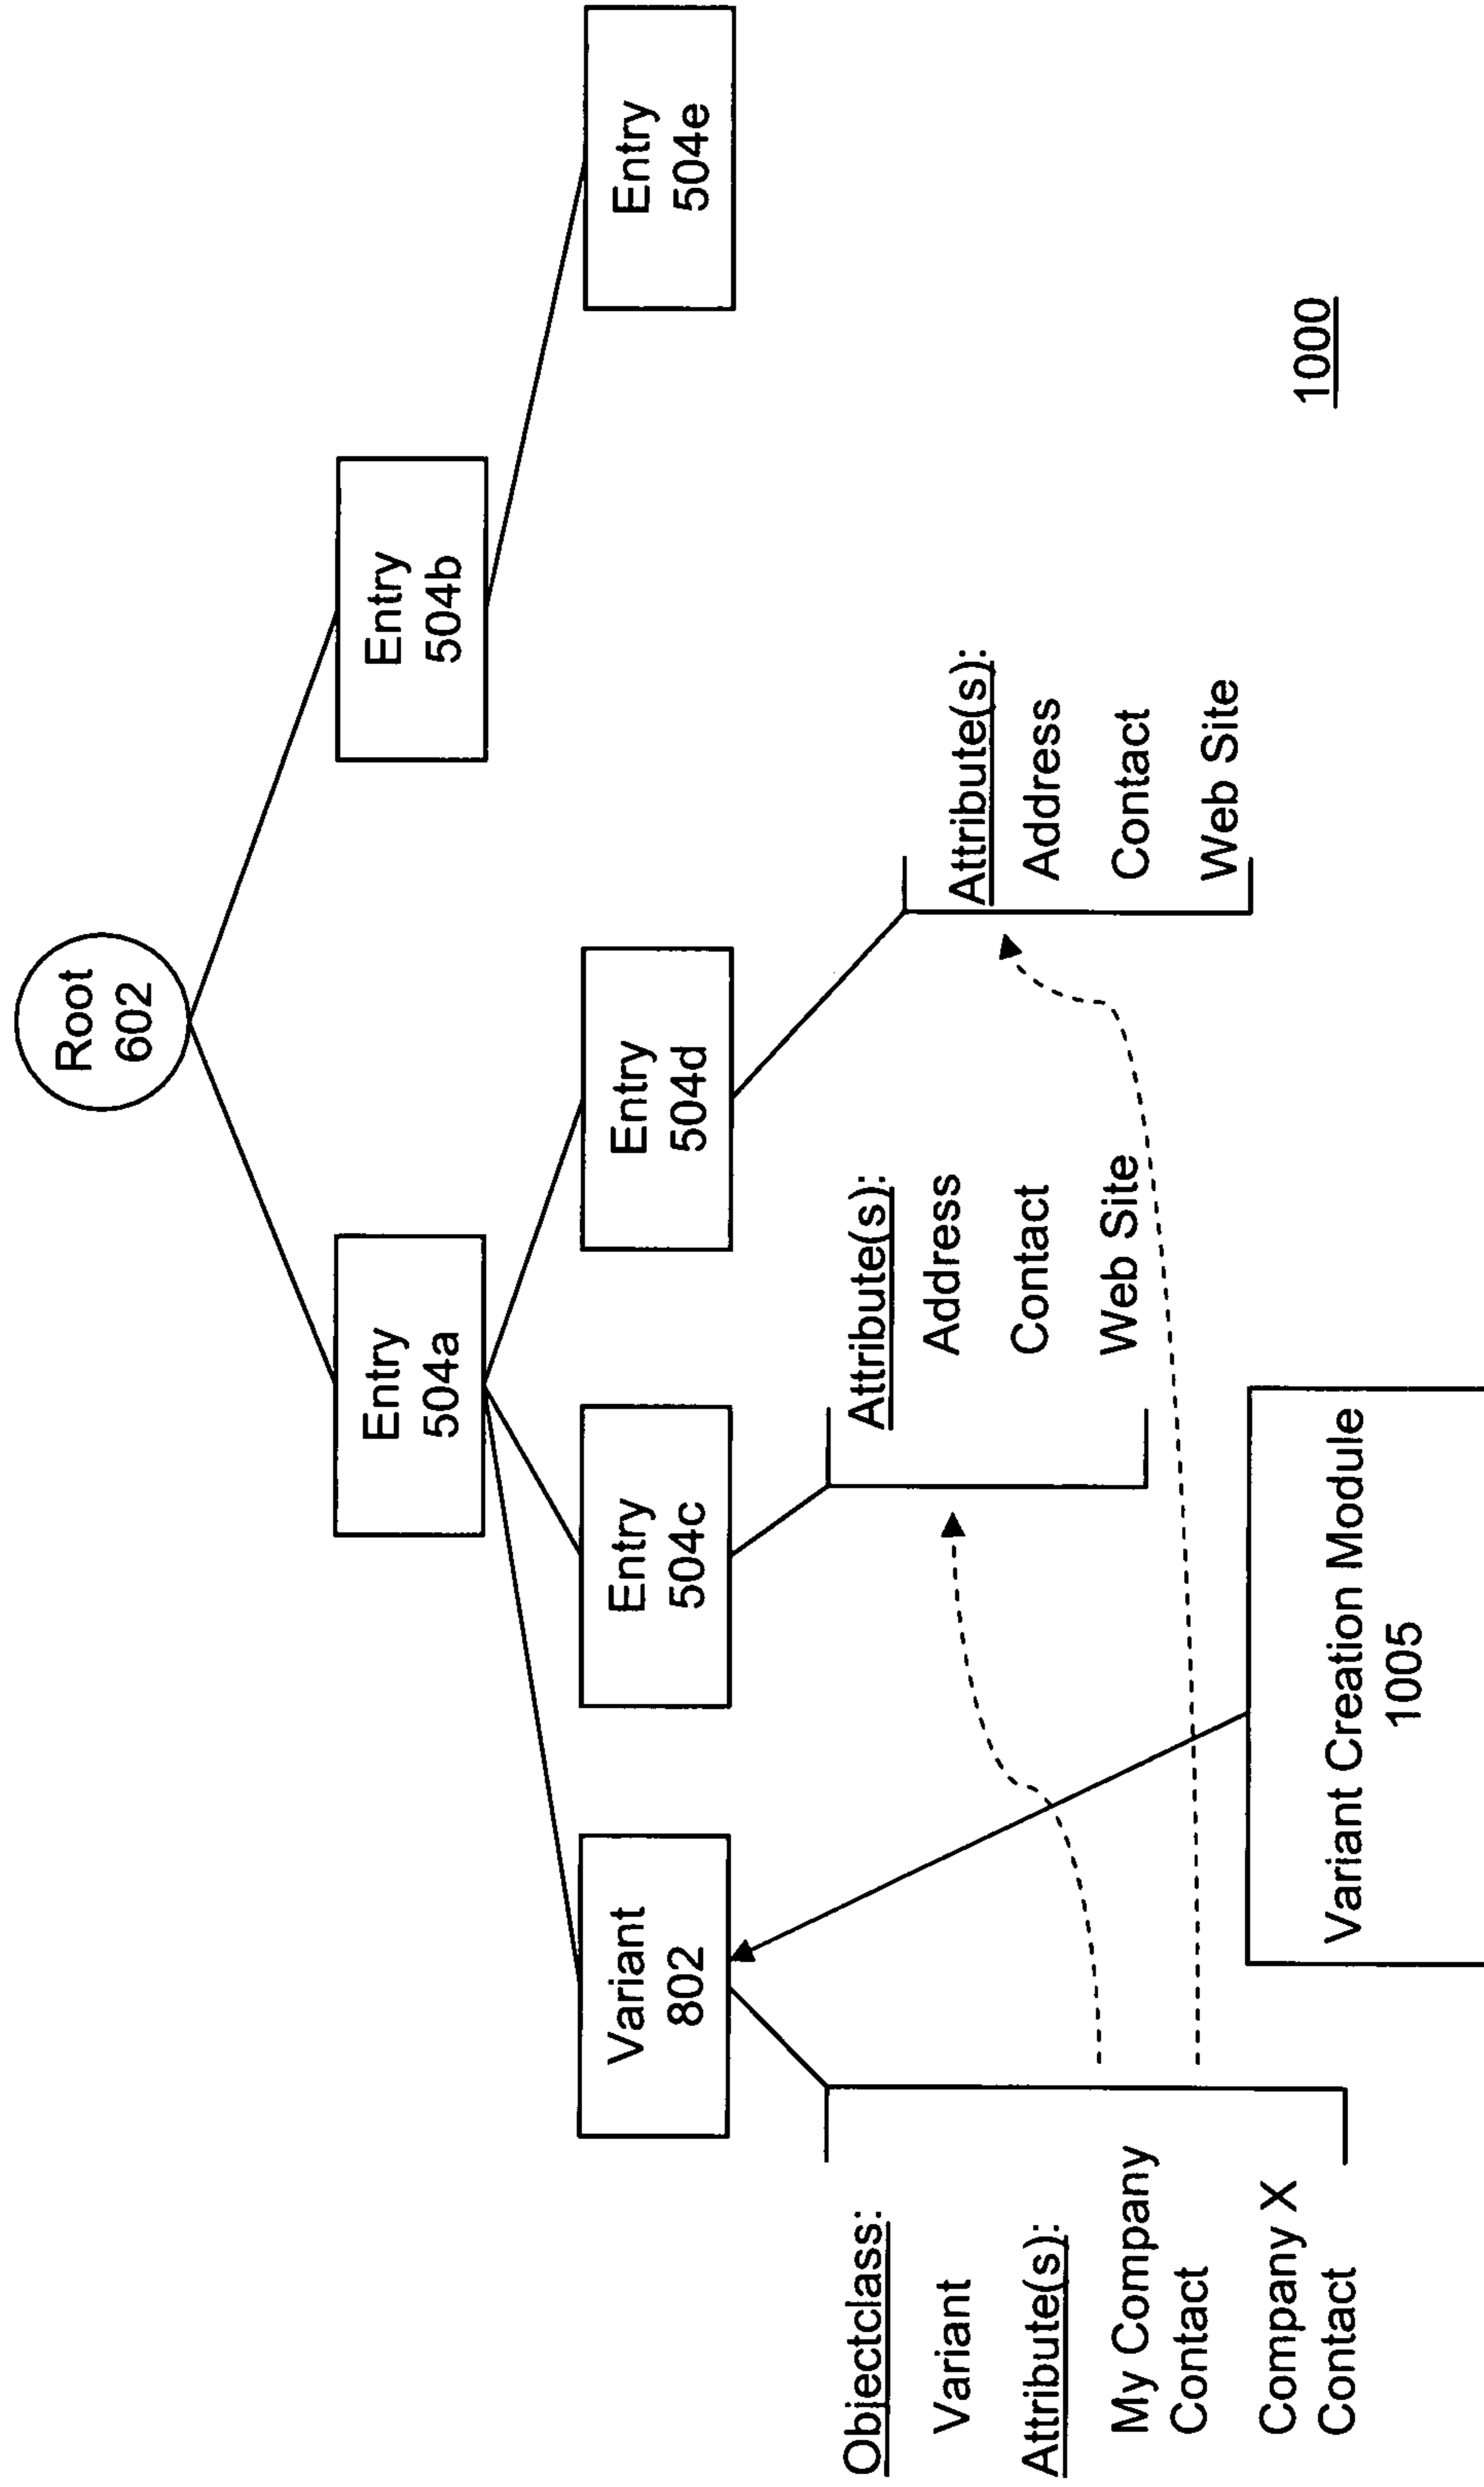 Root
602
Entry
504a
Entry
504b
Variant
802
Entry
504c
Entry
504d
Entry
504e
Objectclass:
Variant
Attribute(s):
My Company
Contact
Company X
Contact
Attribute(s):
Address
Contact
Web Site
Attribute(s):
Address
Contact
Web Site
Variant Creation Module
1005
1000